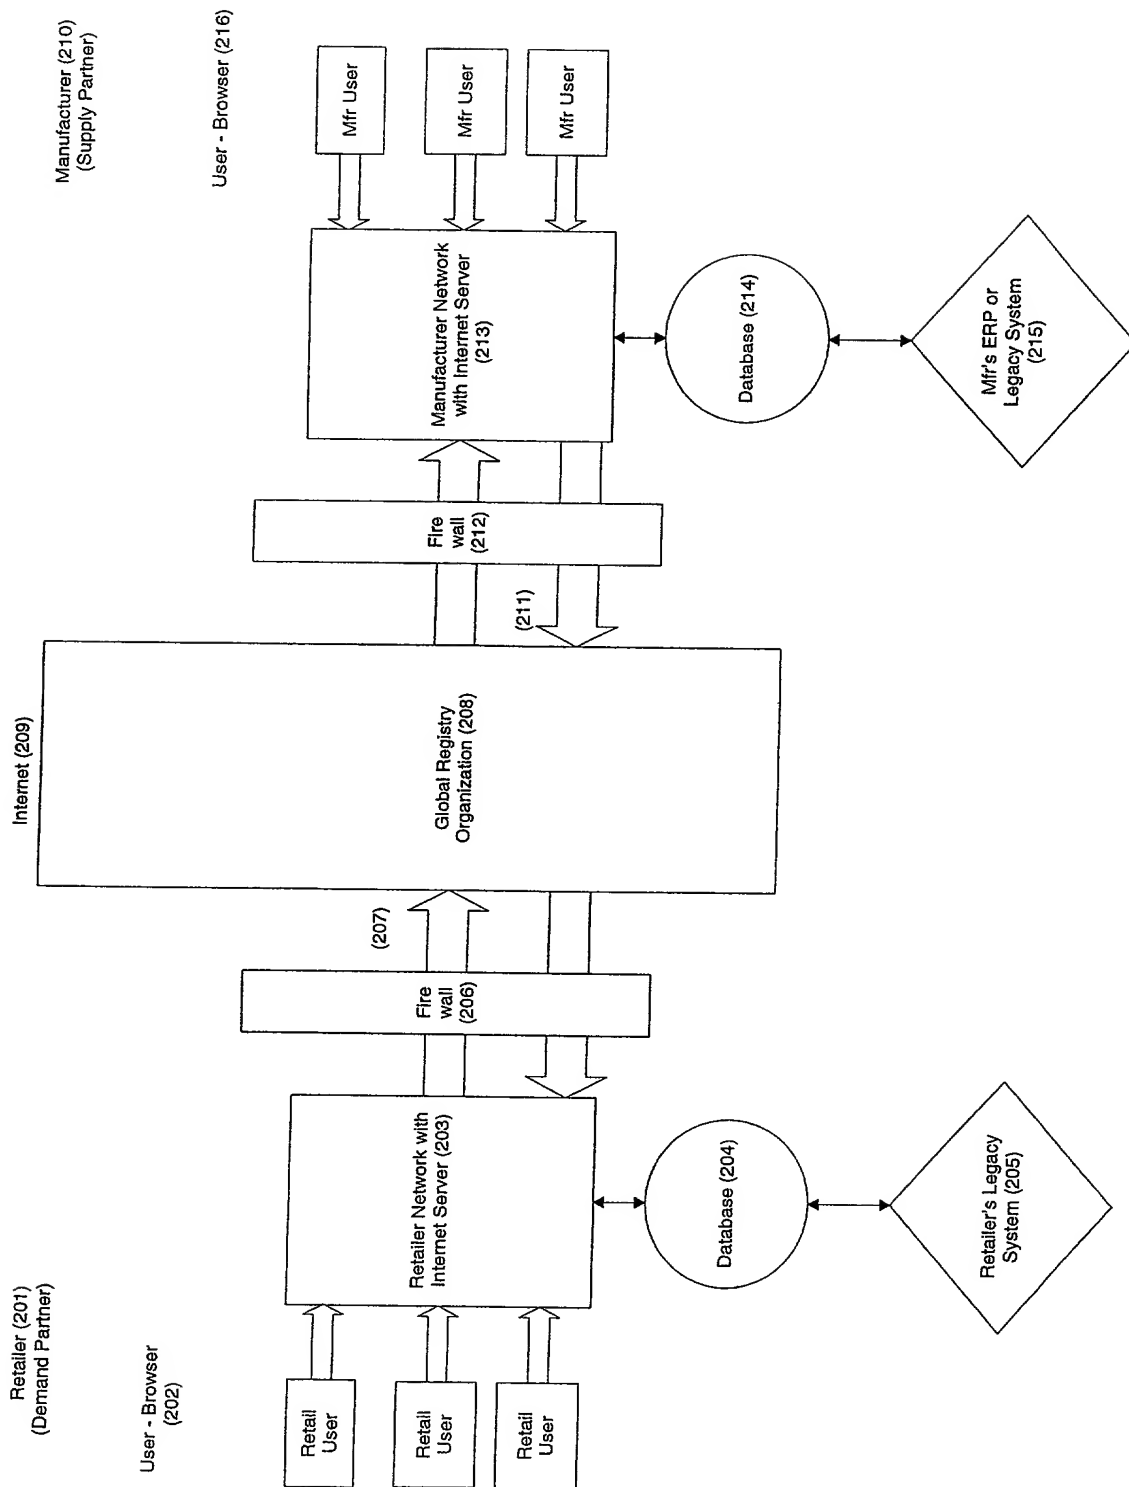 Retailer (201)
(Demand Partner)
Internet (209)
Manufacturer (210)
(Supply Partner)
User - Browser
(202)
User - Browser (216)
Retail
User
Retail
User
Retail
User
Retailer Network with
Internet Server (203)
Database (204)
Retailer's Legacy
System (205)
Fire
wall
(206)
(207)
Global Registry
Organization (208)
(211)
Fire
wall
(212)
Manufacturer Network
with Internet Server
(213)
Database (214)
Mfr's ERP or
Legacy System
(215)
Mfr User
Mfr User
Mfr User